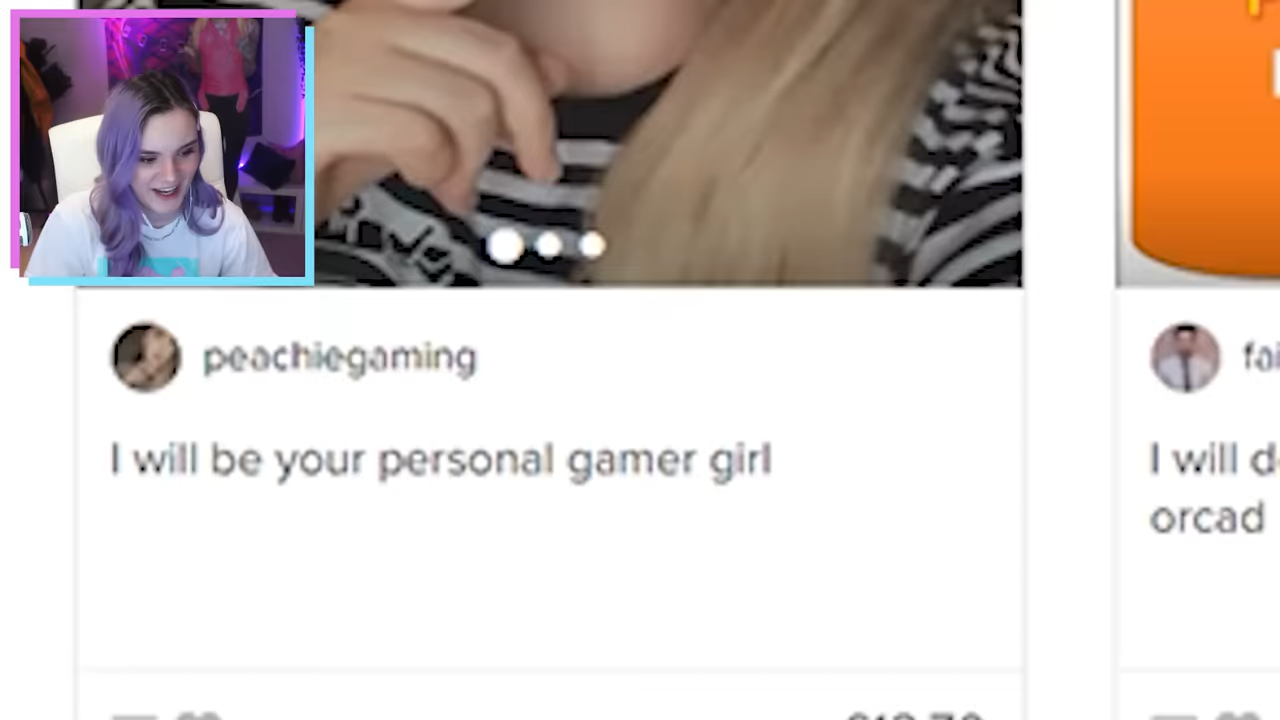 peachiegaming
I will be your personal gamer girl
I will
orcad